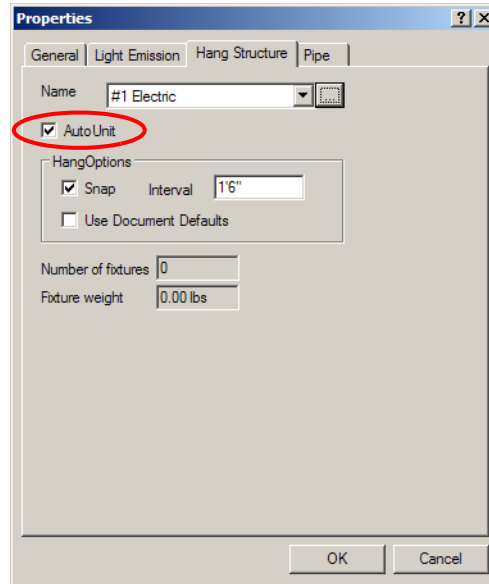 Properties ? X
General Light Emission Hang Structure Pipe
Name #1 Electric ...
AutoUnit
HangOptions
Snap Interval 1'6"
Use Document Defaults
Number of fixtures 0
Fixture weight 0.00 lbs
OK Cancel